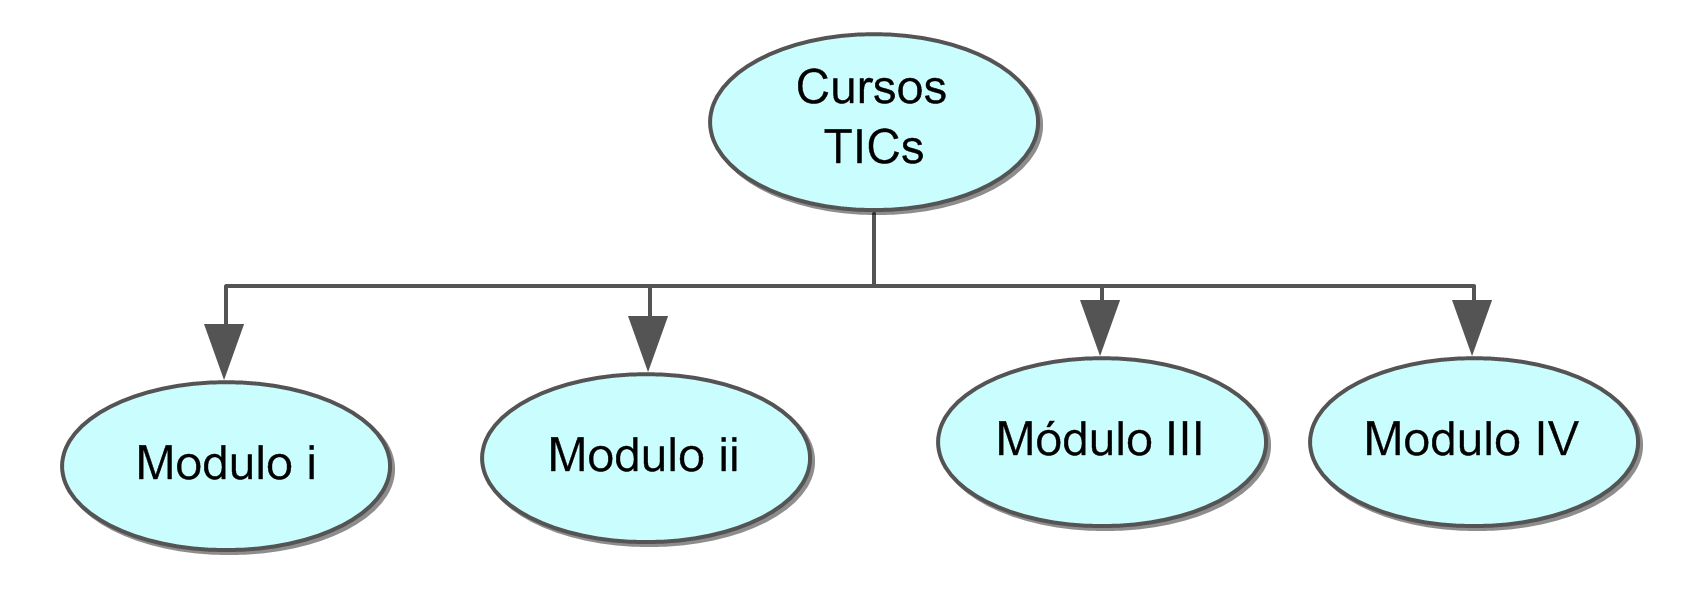 Cursos
TICs
Modulo i
Modulo ii
Módulo III
Modulo IV